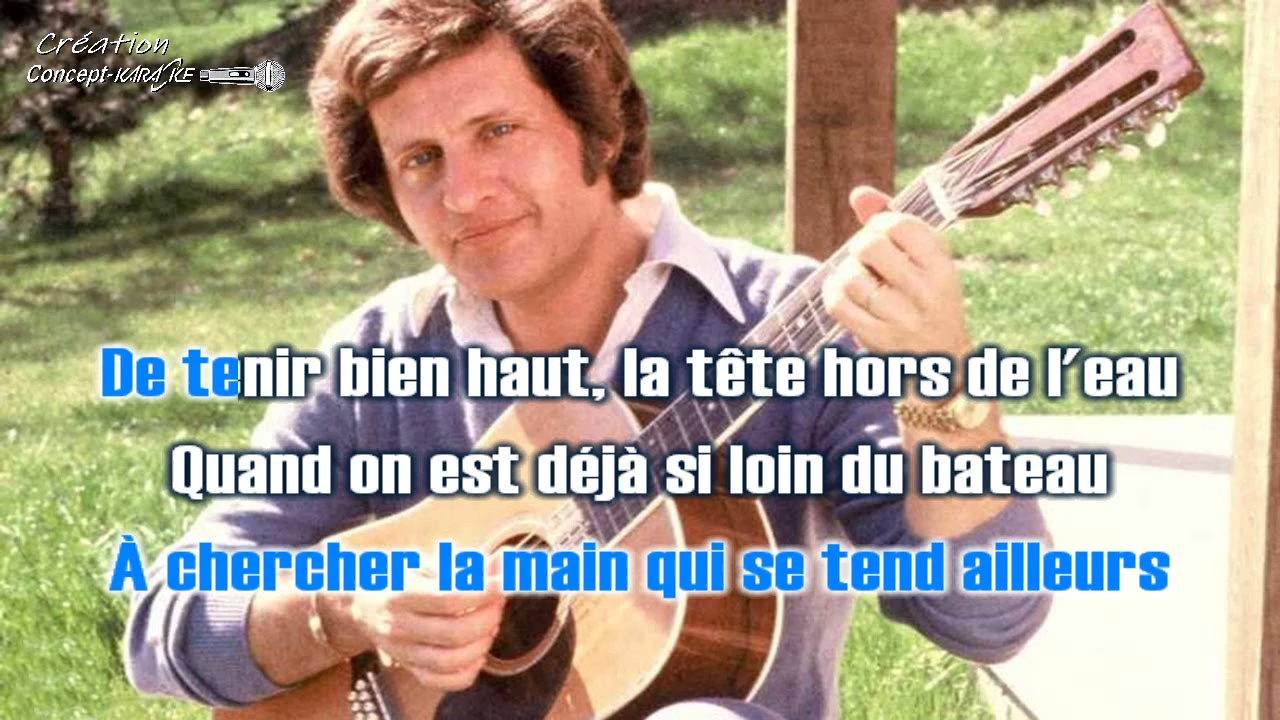 Création
Concept-KARAOKE
De tenir bien haut, la tête hors de l'eau
Quand on est déjà si loin du bateau
À chercher la main qui se tend ailleurs